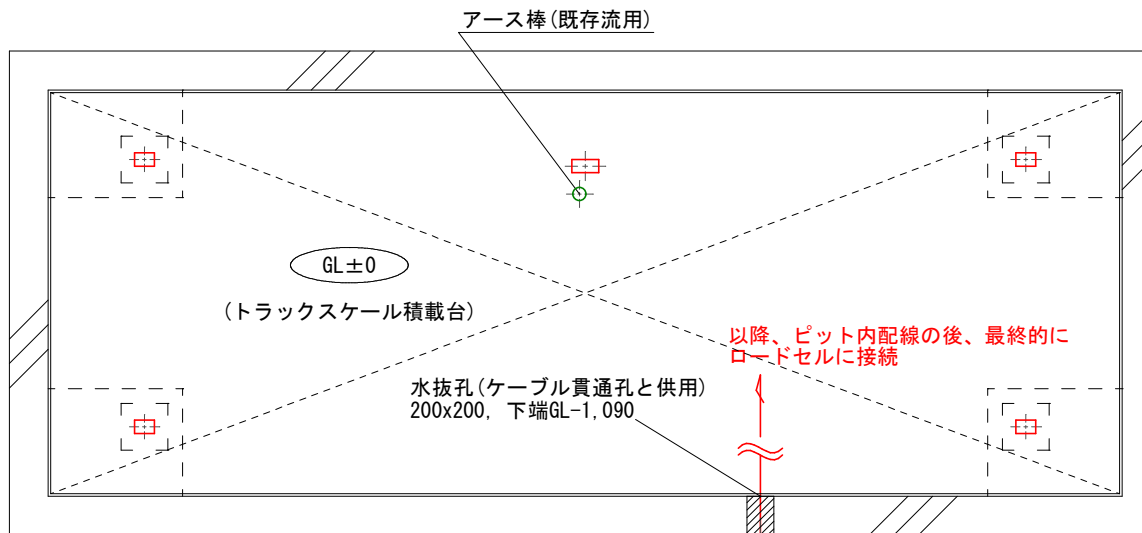 アース棒(既存流用)
GL±0
(トラックスケール積載台)
以降、ピット内配線の後、最終的に
ロードセルに接続
水抜孔(ケーブル貫通孔と供用)
200x200, 下端GL-1,090